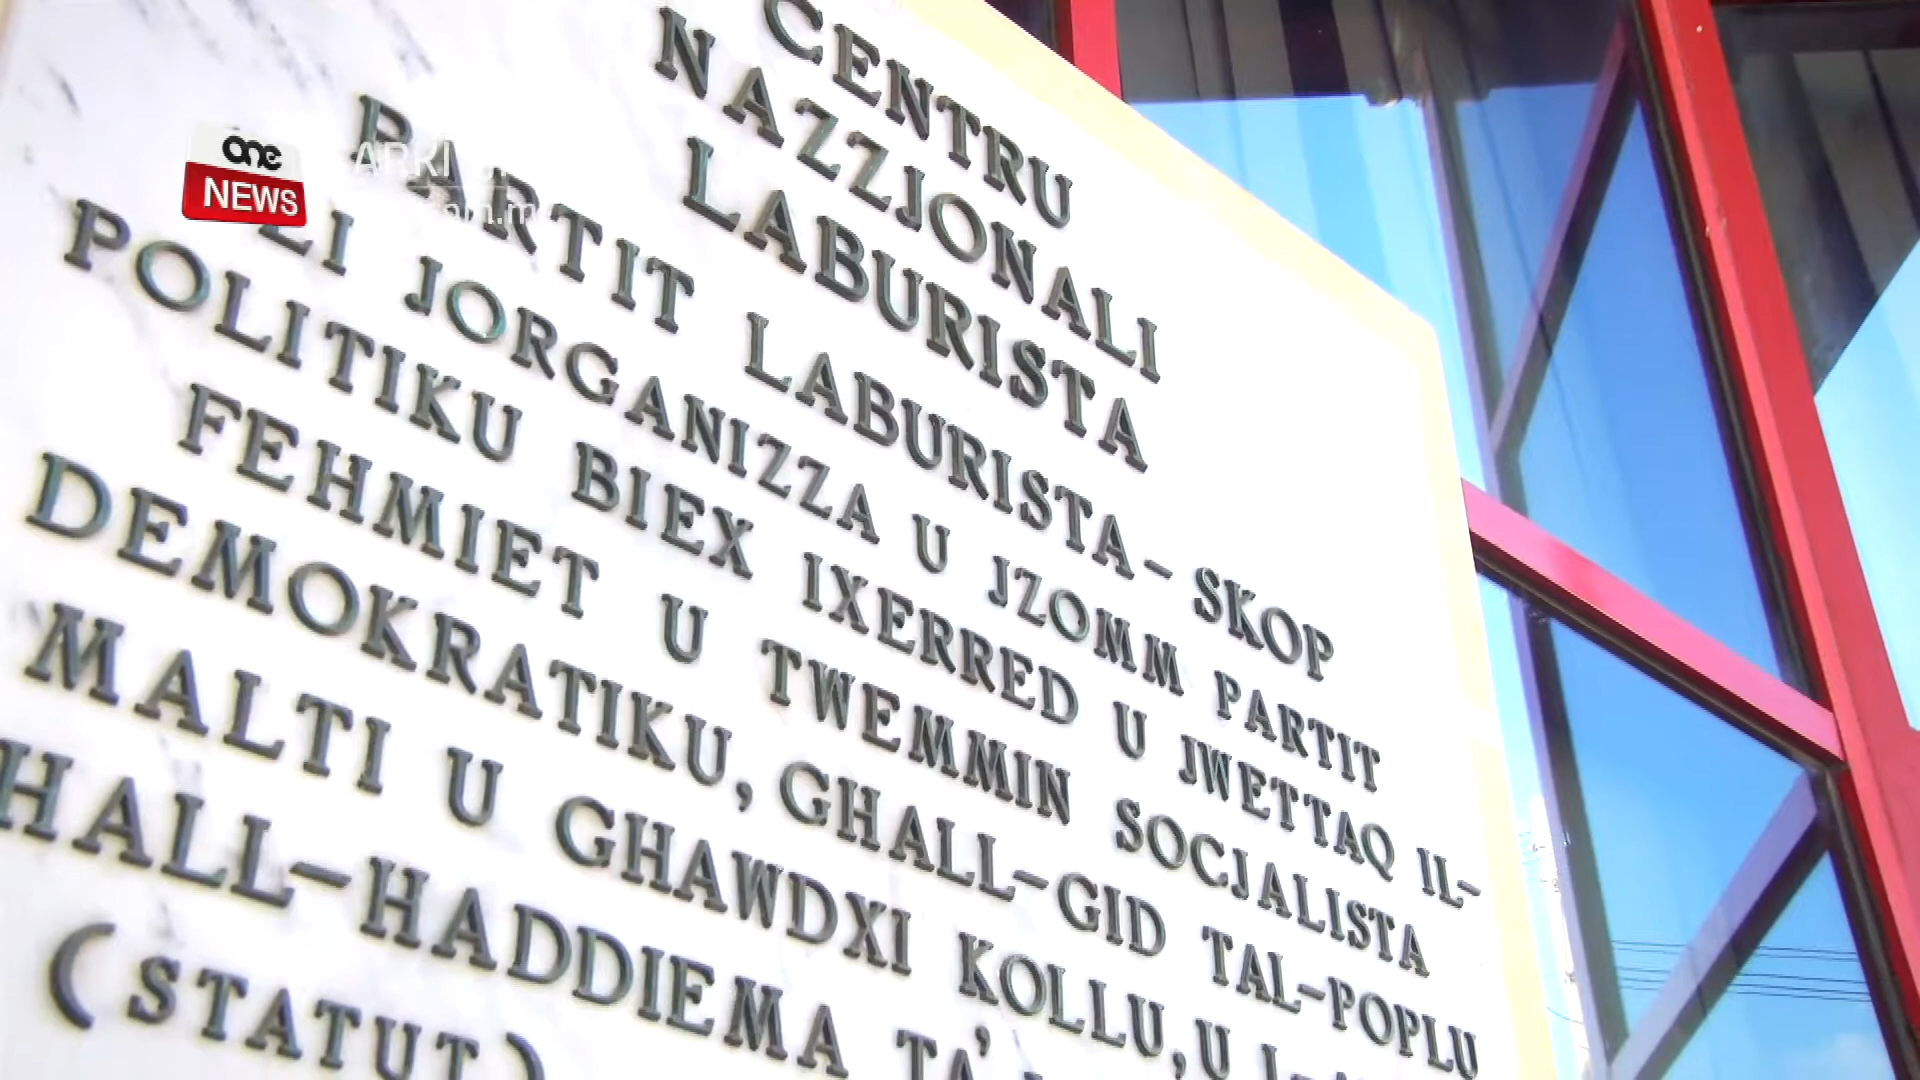 one
NEWS
CENTRU
NAZZJONALI
LABURISTA
PARTIT LABURISTA - SKOP
LI JORGANIZZA U JZOMM PARTIT
POLITIKU BIEX IXERRED U JWETTAQ IL-
FEHMIET U TWEMMIN SOCJALISTA
DEMOKRATIKU, GHALL-GID TAL-POPLU
MALTI U GHAWDXI KOLLU, U
HALL-HADDIEMA TA'
(STATUT)